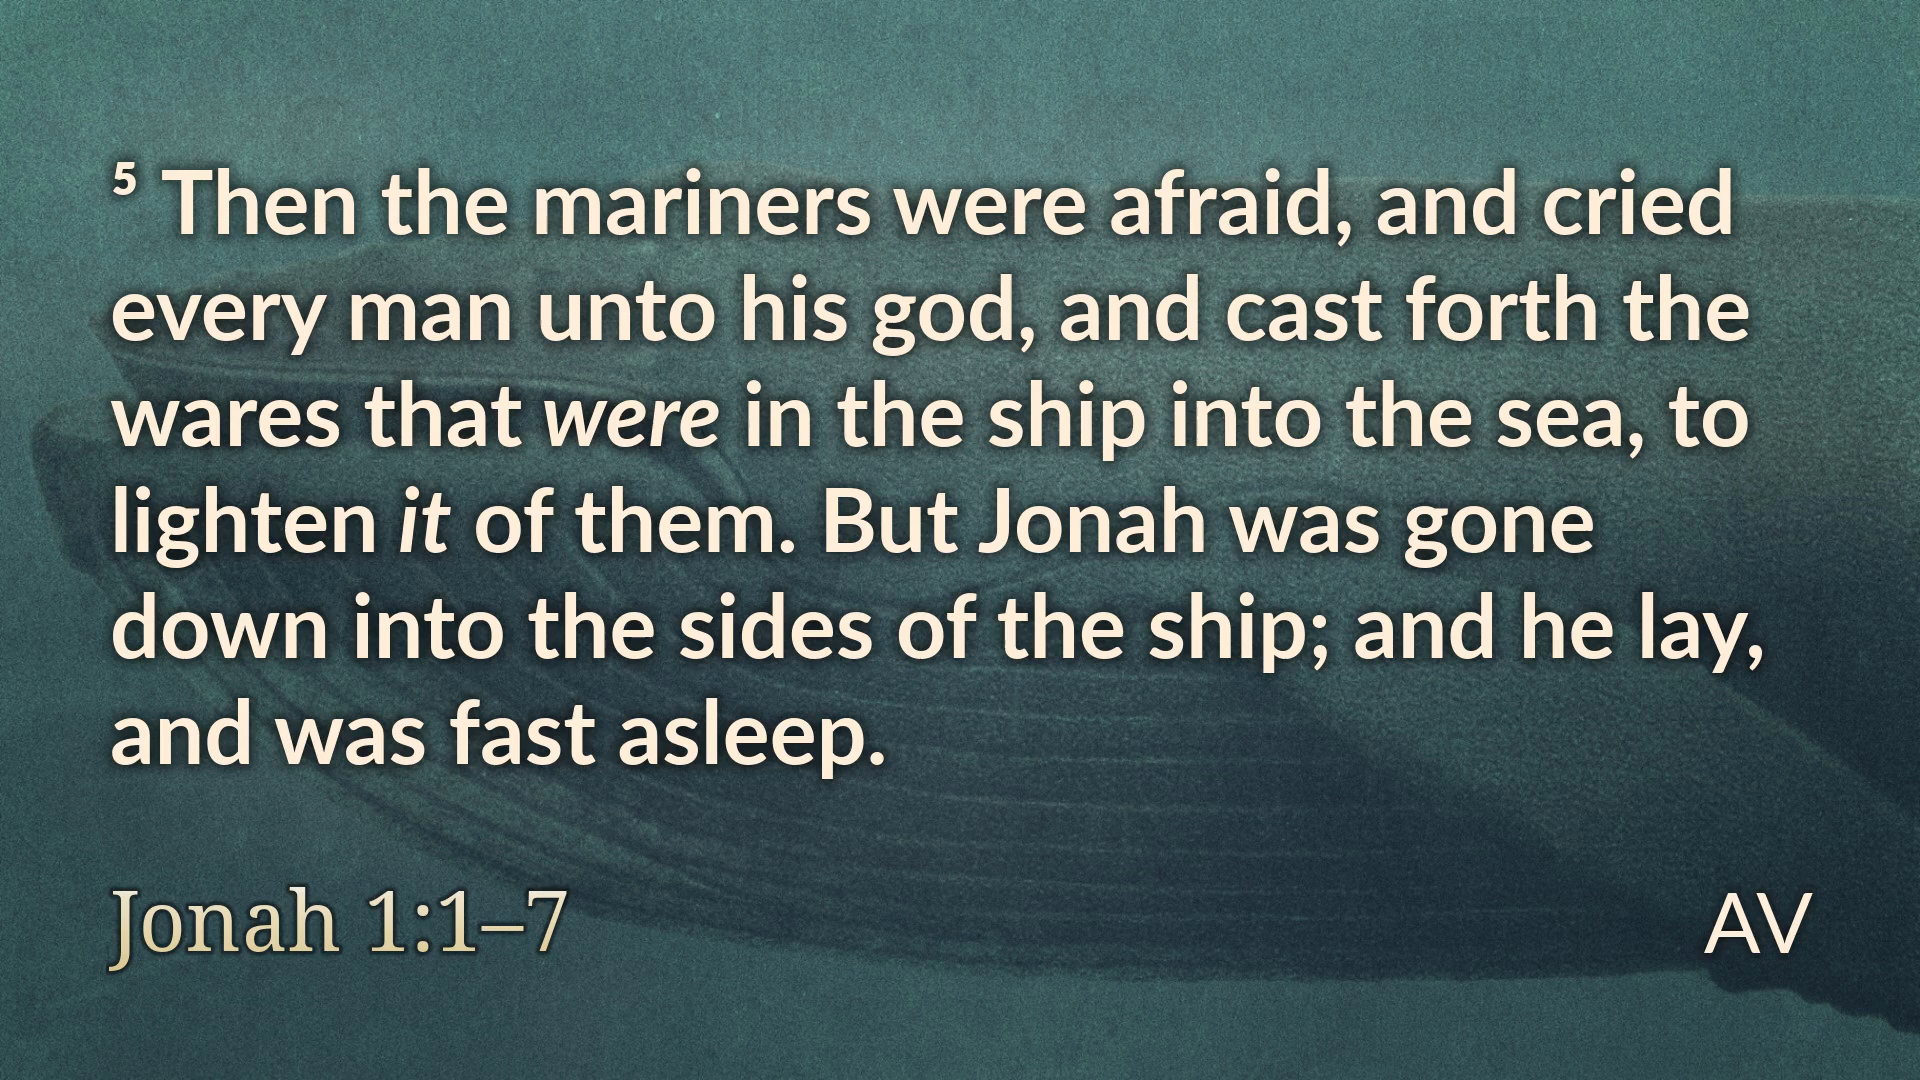 ⁵ Then the mariners were afraid, and cried
every man unto his god, and cast forth the
wares that were in the ship into the sea, to
lighten it of them. But Jonah was gone
down into the sides of the ship; and he lay,
and was fast asleep.
Jonah 1:1–7
AV